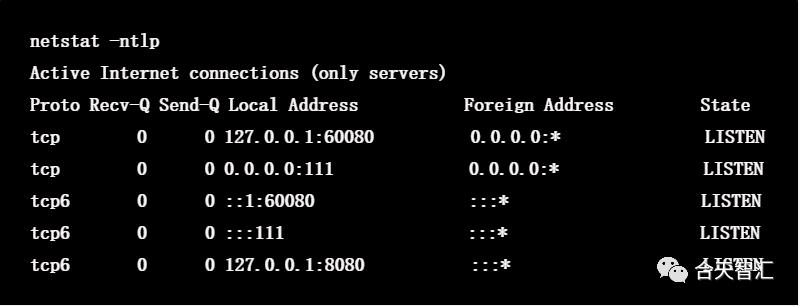 netstat -ntlp
Active Internet connections (only servers)
Proto Recv-Q Send-Q Local Address Foreign Address State
tcp 0 0 127.0.0.1:60080 0.0.0.0:* LISTEN
tcp 0 0 0.0.0.0:111 0.0.0.0:* LISTEN
tcp6 0 0 ::1:60080 :::* LISTEN
tcp6 0 0 :::111 :::* LISTEN
tcp6 0 0 127.0.0.1:8080 :::* LISTEN
合天智汇